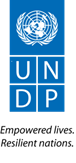 U N
D P
Empowered lives.
Resilient nations.